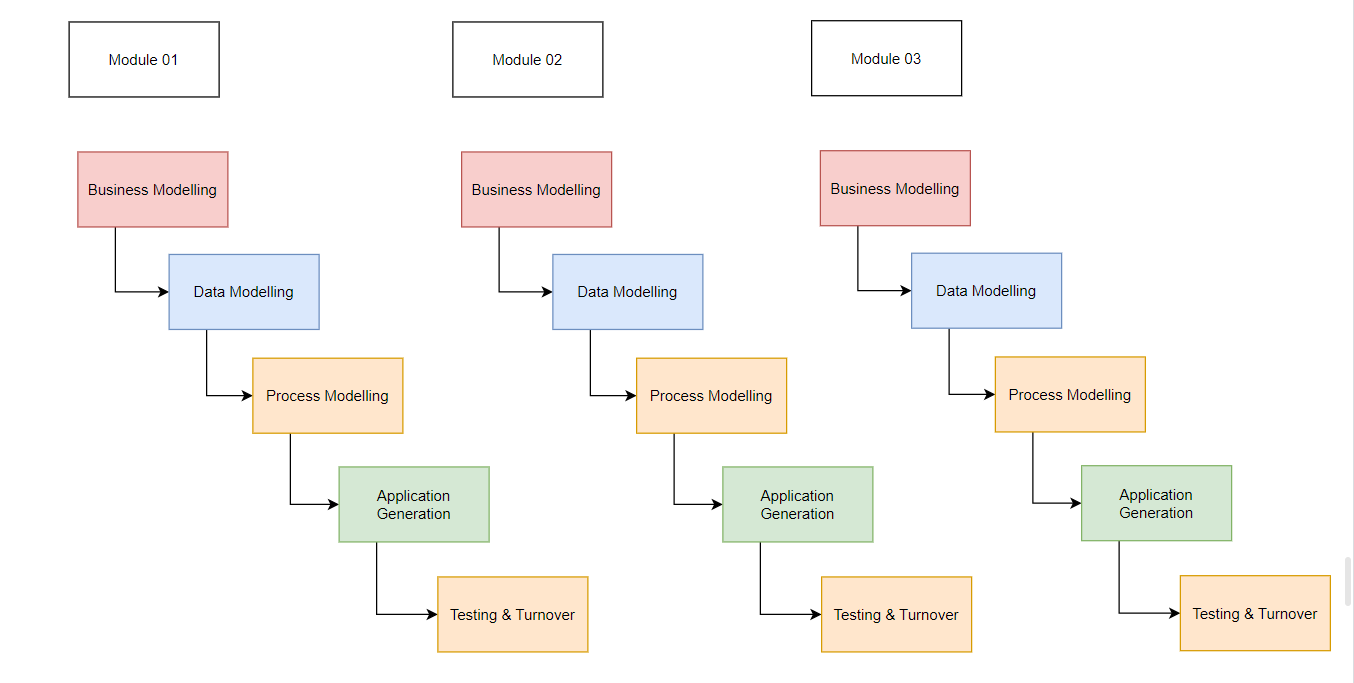 Module 01
Module 02
Module 03
Business Modelling
Business Modelling
Business Modelling
Data Modelling
Data Modelling
Data Modelling
Process Modelling
Process Modelling
Process Modelling
Application
Generation
Application
Generation
Application
Generation
Testing & Turnover
Testing & Turnover
Testing & Turnover